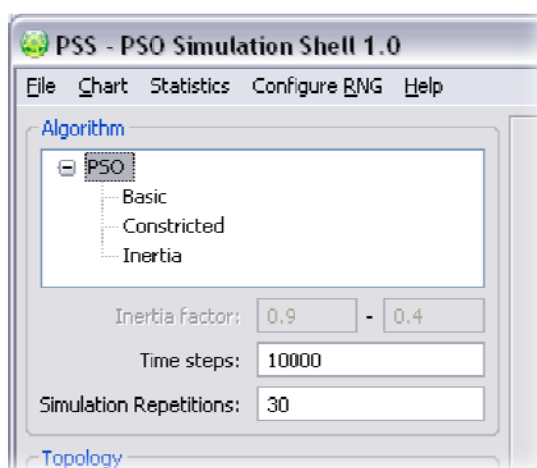 PSS - PSO Simulation Shell 1.0
File Chart Statistics Configure RNG Help
Algorithm
PSO
Basic
Constricted
Inertia
Inertia factor: 0.9 - 0.4
Time steps: 10000
Simulation Repetitions: 30
Topology